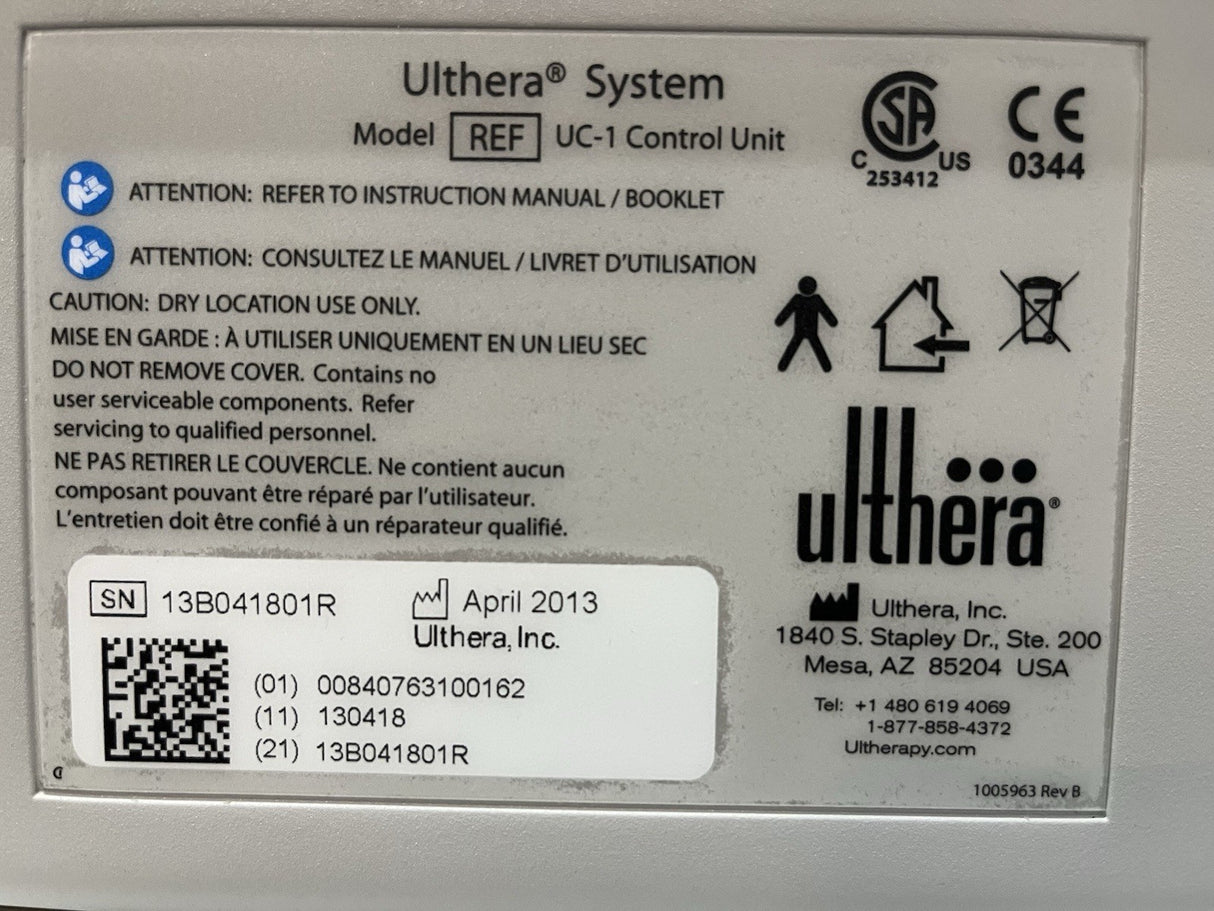 Ulthera® System
Model REF UC-1 Control Unit
CSA
C US
253412
CE
0344
ATTENTION: REFER TO INSTRUCTION MANUAL / BOOKLET
ATTENTION: CONSULTEZ LE MANUEL / LIVRET D'UTILISATION
CAUTION: DRY LOCATION USE ONLY.
MISE EN GARDE : À UTILISER UNIQUEMENT EN UN LIEU SEC
DO NOT REMOVE COVER. Contains no
user serviceable components. Refer
servicing to qualified personnel.
NE PAS RETIRER LE COUVERCLE. Ne contient aucun
composant pouvant être réparé par l'utilisateur.
L'entretien doit être confié à un réparateur qualifié.
SN 13B041801R
April 2013
Ulthera, Inc.
(01) 00840763100162
(11) 130418
(21) 13B041801R
ulthera®
Ulthera, Inc.
1840 S. Stapley Dr., Ste. 200
Mesa, AZ 85204 USA
Tel: +1 480 619 4069
1-877-858-4372
Ultherapy.com
1005963 Rev B